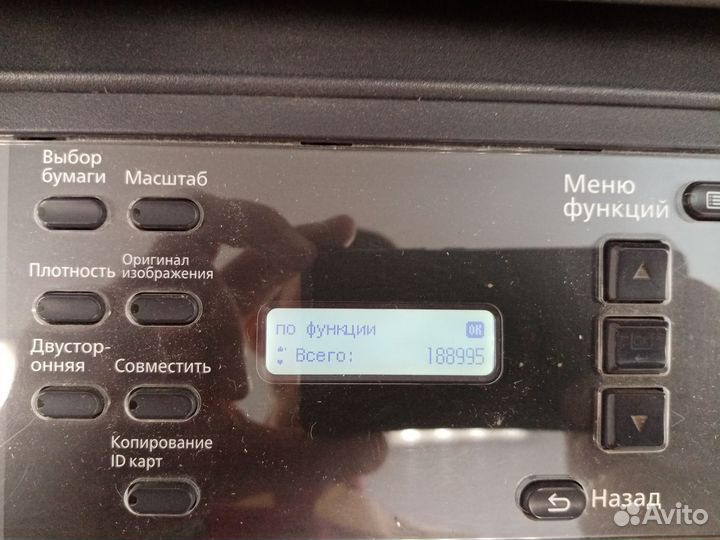 Выбор
бумаги
Масштаб
Меню
функций
Плотность
Оригинал
изображения
по функции OK
Всего: 188995
Двустор-
онняя
Совместить
Копирование
ID карт
Назад
Avito